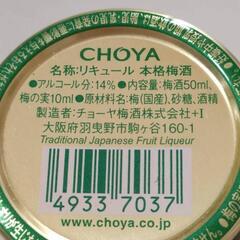 CHOYA
名称:リキュール 本格梅酒
●アルコール分:14% ●内容量:梅酒50ml、
梅の実10ml ●原材料名:梅(国産)、砂糖、酒精
製造者:チョーヤ梅酒株式会社+I
大阪府羽曳野市駒ヶ谷160-1
Traditional Japanese Fruit Liqueur
4933 7037
www.choya.co.jp